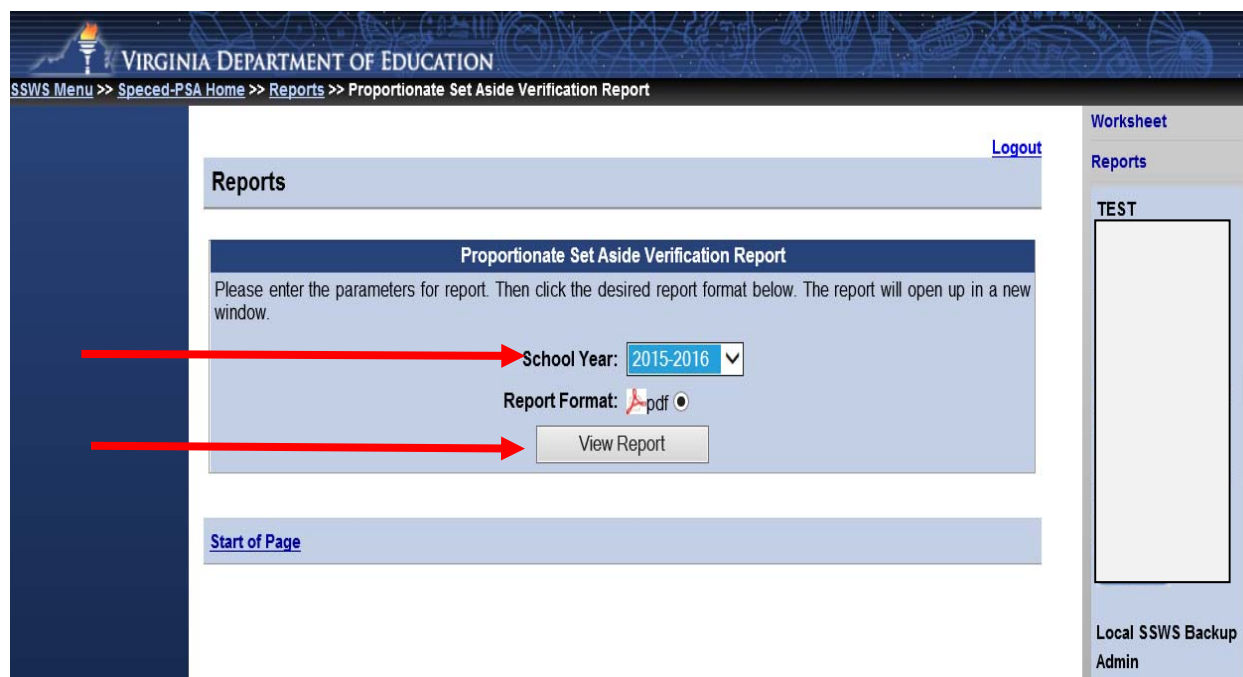 VIRGINIA DEPARTMENT OF EDUCATION
SSWS Menu >> Speced-PSA Home >> Reports >> Proportionate Set Aside Verification Report
Logout
Reports
Proportionate Set Aside Verification Report
Please enter the parameters for report. Then click the desired report format below. The report will open up in a new
window.
School Year: 2015-2016
Report Format: pdf
View Report
Start of Page
Worksheet
Reports
TEST
Local SSWS Backup
Admin